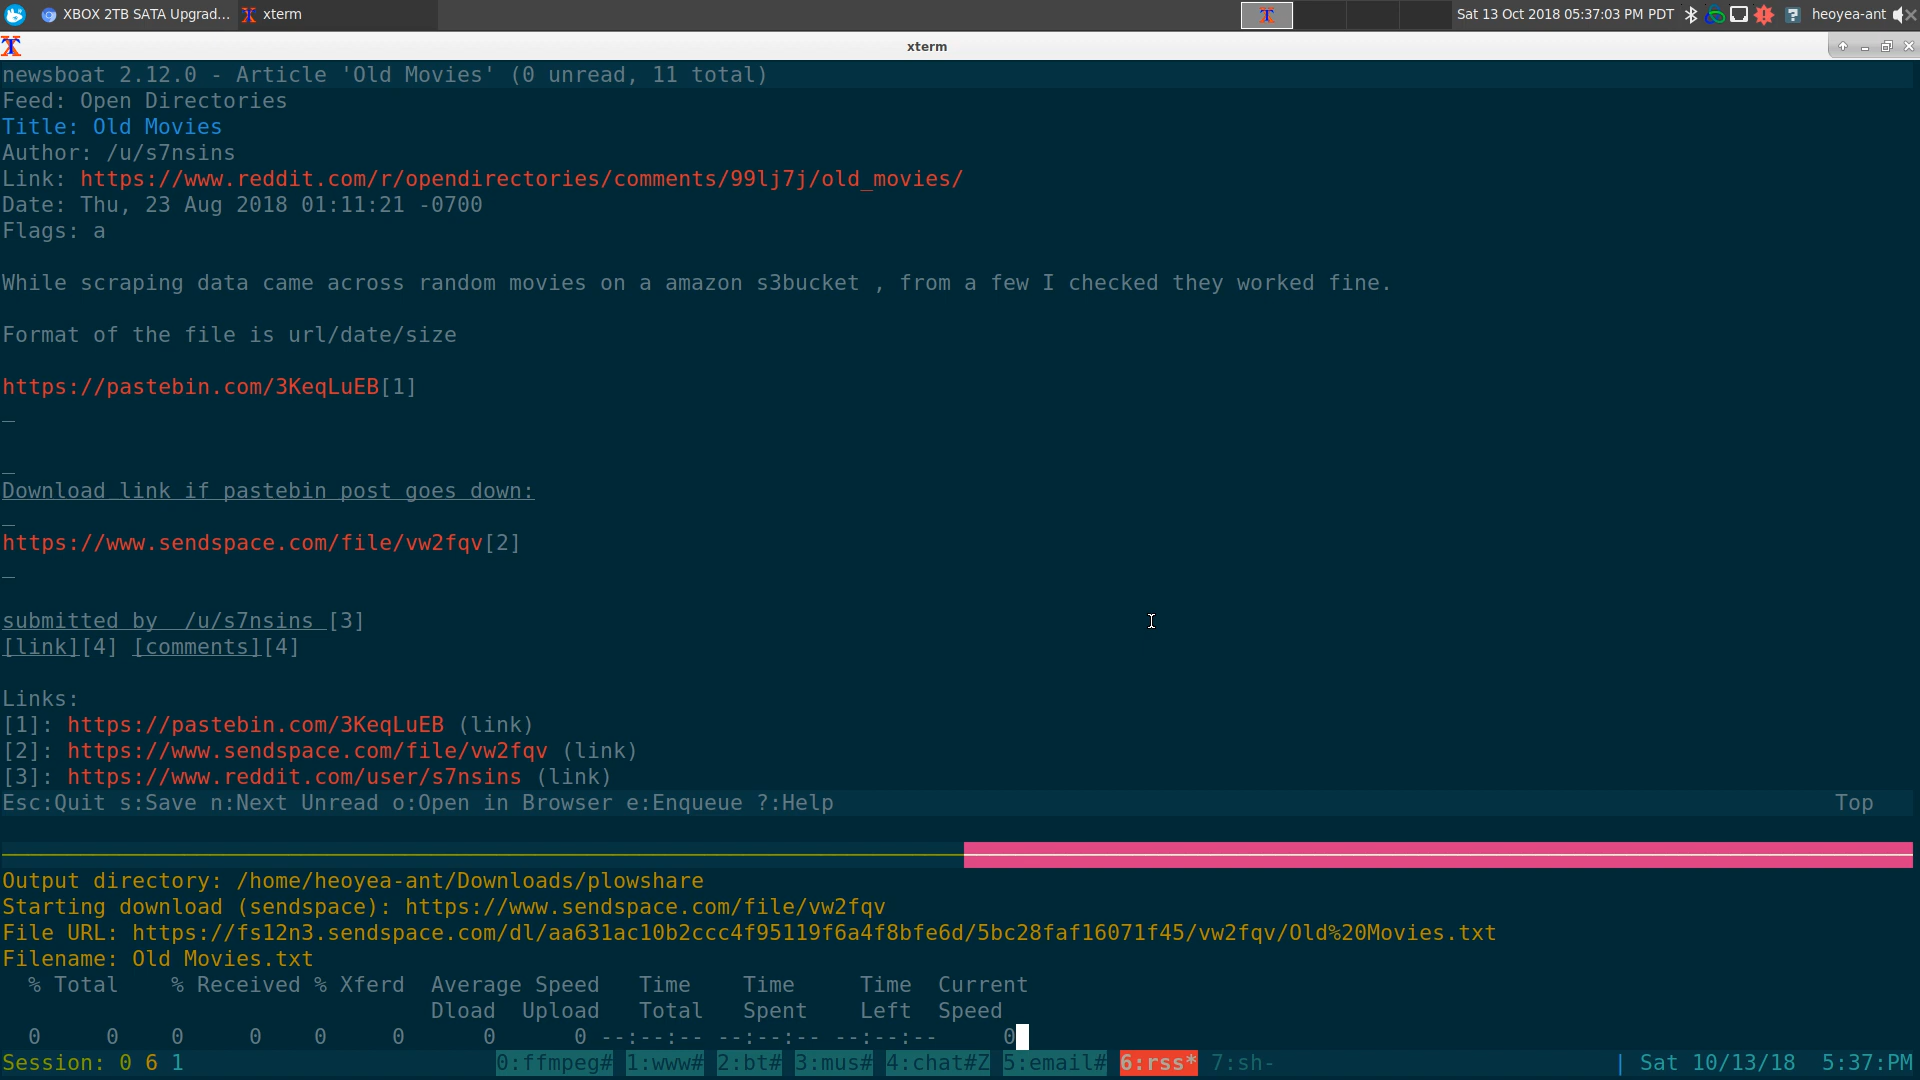 XBOX 2TB SATA Upgrad... xterm Sat 13 Oct 2018 05:37:03 PM PDT heoyea-ant
xterm
newsboat 2.12.0 - Article 'Old Movies' (0 unread, 11 total)
Feed: Open Directories
Title: Old Movies
Author: /u/s7nsins
Link: https://www.reddit.com/r/opendirectories/comments/99lj7j/old_movies/
Date: Thu, 23 Aug 2018 01:11:21 -0700
Flags: a
While scraping data came across random movies on a amazon s3bucket , from a few I checked they worked fine.
Format of the file is url/date/size
https://pastebin.com/3KeqLuEB[1]
_
_
Download link if pastebin post goes down:
_
https://www.sendspace.com/file/vw2fqv[2]
_
submitted by  /u/s7nsins [3]
[link][4] [comments][4]
Links:
[1]: https://pastebin.com/3KeqLuEB (link)
[2]: https://www.sendspace.com/file/vw2fqv (link)
[3]: https://www.reddit.com/user/s7nsins (link)
Esc:Quit s:Save n:Next Unread o:Open in Browser e:Enqueue ?:Help Top
Output directory: /home/heoyea-ant/Downloads/plowshare
Starting download (sendspace): https://www.sendspace.com/file/vw2fqv
File URL: https://fs12n3.sendspace.com/dl/aa631ac10b2ccc4f95119f6a4f8bfe6d/5bc28faf16071f45/vw2fqv/Old%20Movies.txt
Filename: Old Movies.txt
% Total % Received % Xferd Average Speed Time Time Time Current
Dload Upload Total Spent Left Speed
0 0 0 0 0 0 0 0 --:--:-- --:--:-- --:--:-- 0
Session: 0 6 1 0:ffmpeg# 1:www# 2:bt# 3:mus# 4:chat#Z 5:email# 6:rss* 7:sh- | Sat 10/13/18 5:37:PM